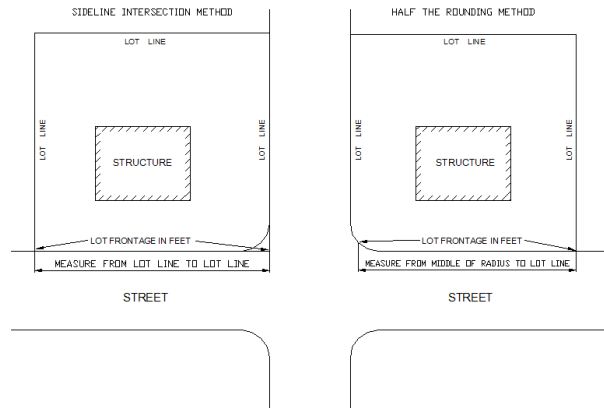 SIDELINE INTERSECTION METHOD
LOT LINE
LOT LINE
LOT LINE
STRUCTURE
LOT FRONTAGE IN FEET
MEASURE FROM LOT LINE TO LOT LINE
STREET
HALF THE ROUNDING METHOD
LOT LINE
LOT LINE
LOT LINE
STRUCTURE
LOT FRONTAGE IN FEET
MEASURE FROM MIDDLE OF RADIUS TO LOT LINE
STREET